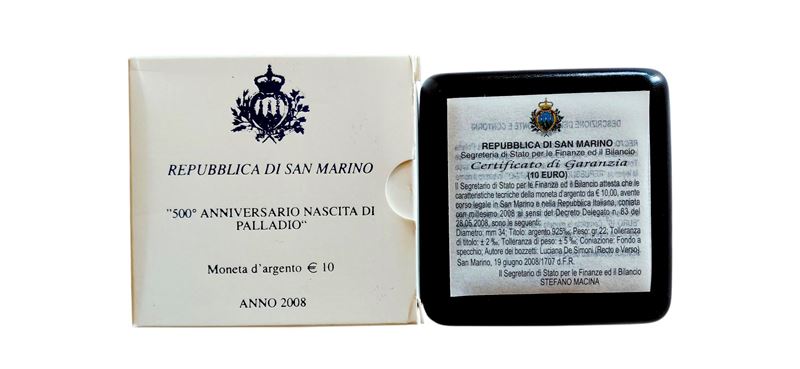 REPUBBLICA DI SAN MARINO
"500° ANNIVERSARIO NASCITA DI
PALLADIO"
Moneta d'argento € 10
ANNO 2008
REPUBBLICA DI SAN MARINO
Segreteria di Stato per le Finanze ed il Bilancio
Certificato di Garanzia
(10 EURO)
Il Segretario di Stato per le Finanze ed il Bilancio attesta che le
caratteristiche tecniche della moneta d'argento da € 10,00, avente
corso legale in San Marino e nella Repubblica Italiana, coniata
con millesimo 2008 ai sensi del Decreto Delegato n. 83 del
28.05.2008, sono le seguenti:
Diametro: mm 34; Titolo: argento 925‰; Peso: gr 22; Tolleranza
di titolo: ± 2 ‰; Tolleranza di peso: ± 5 ‰; Coniazione: Fondo a
specchio; Autore dei bozzetti: Luciana De Simoni (Recto e Verso).
San Marino, 19 giugno 2008/1707 d.F.R.
Il Segretario di Stato per le Finanze ed il Bilancio
STEFANO MACINA